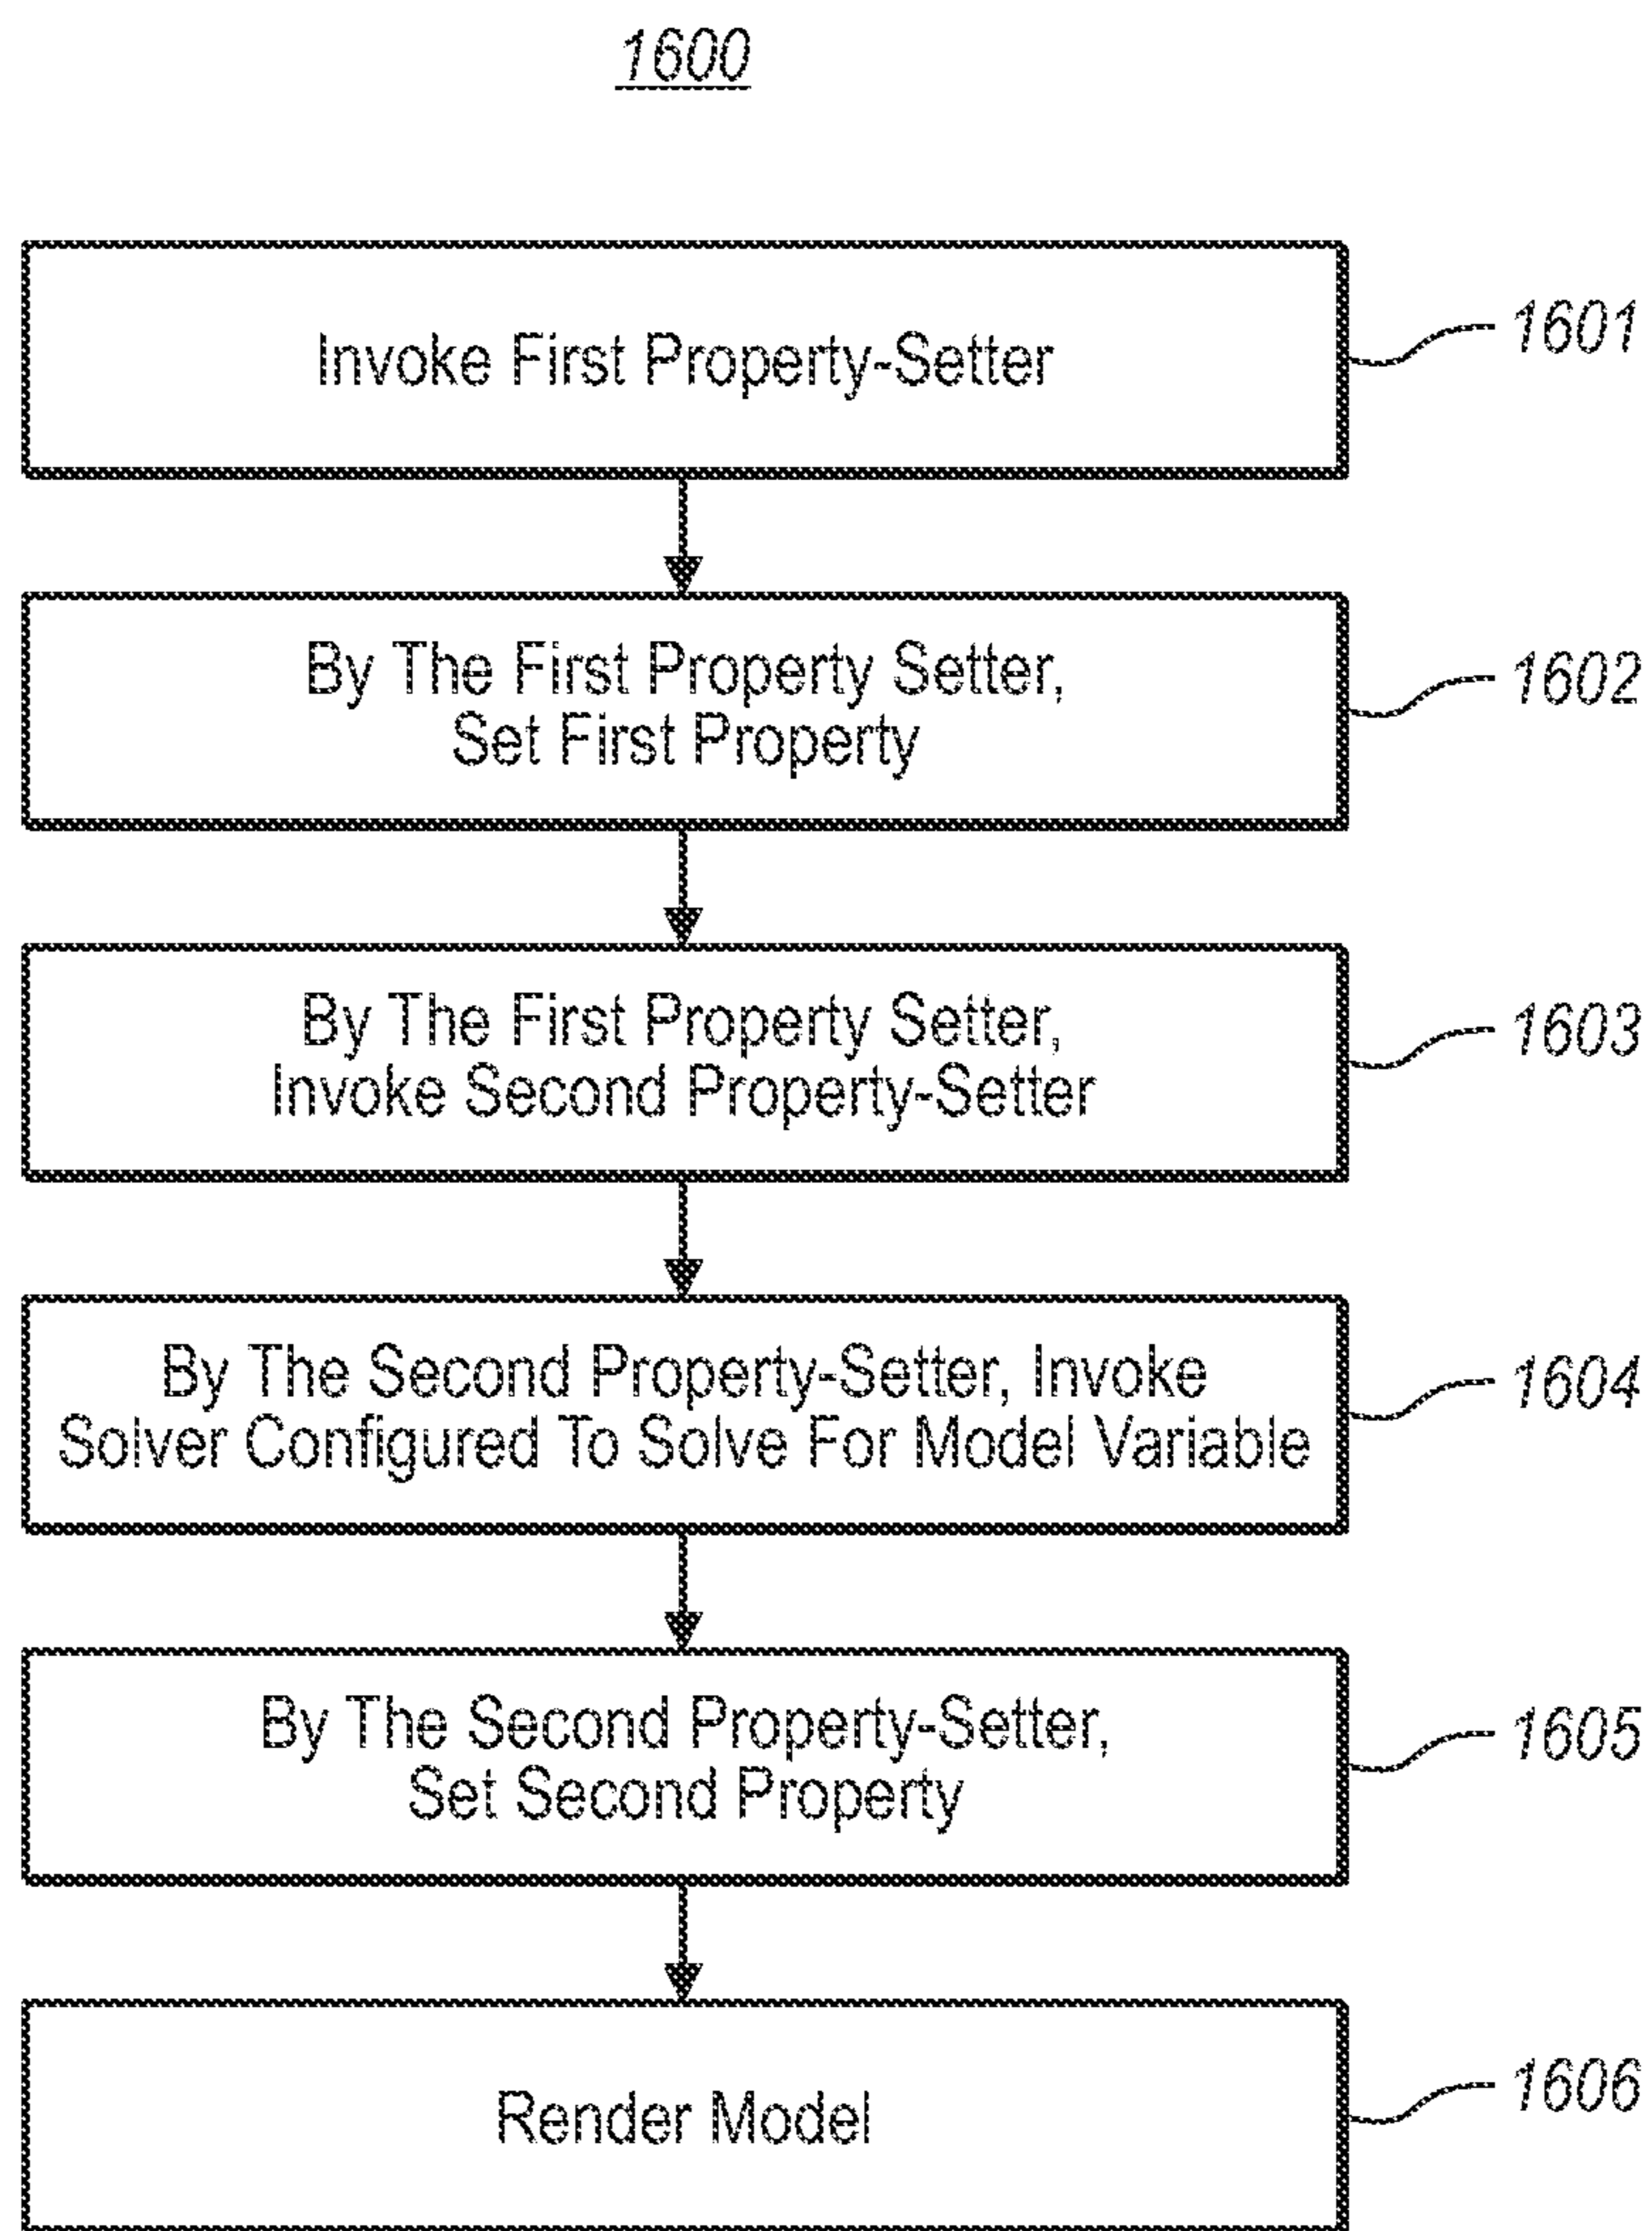 1600
Invoke First Property-Setter
1601
By The First Property Setter,
Set First Property
1602
By The First Property Setter,
Invoke Second Property-Setter
1603
By The Second Property-Setter, Invoke
Solver Configured To Solve For Model Variable
1604
By The Second Property-Setter,
Set Second Property
1605
Render Model
1606